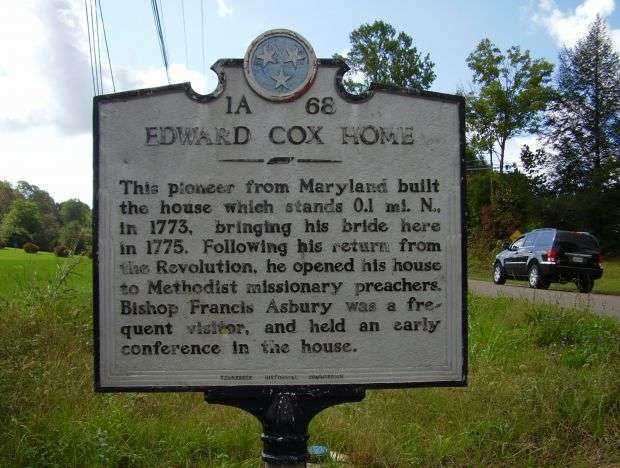 1A 68
EDWARD COX HOME
This pioneer from Maryland built
the house which stands 0.1 mi. N.,
in 1773, bringing his bride here
in 1775. Following his return from
the Revolution, he opened his house
to Methodist missionary preachers.
Bishop Francis Asbury was a fre-
quent visitor, and held an early
conference in the house.
TENNESSEE HISTORICAL COMMISSION